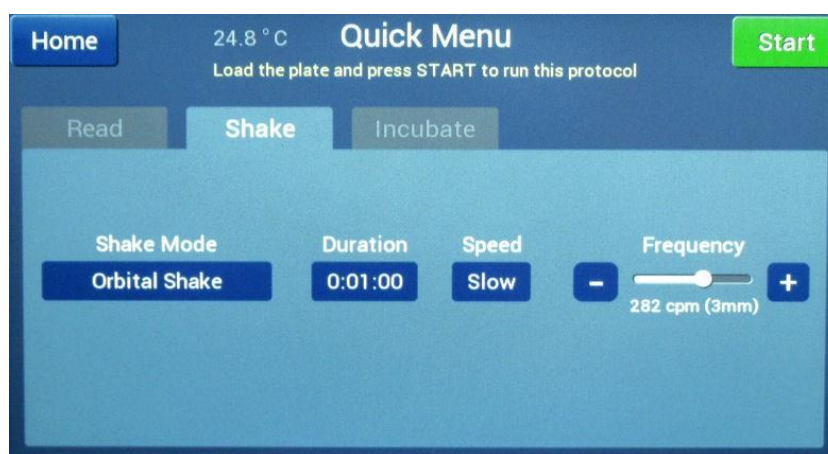 Home
24.8 °C
Quick Menu
Start
Load the plate and press START to run this protocol
Read
Shake
Incubate
Shake Mode
Duration
Speed
Frequency
Orbital Shake
0:01:00
Slow
-
+
282 cpm (3mm)